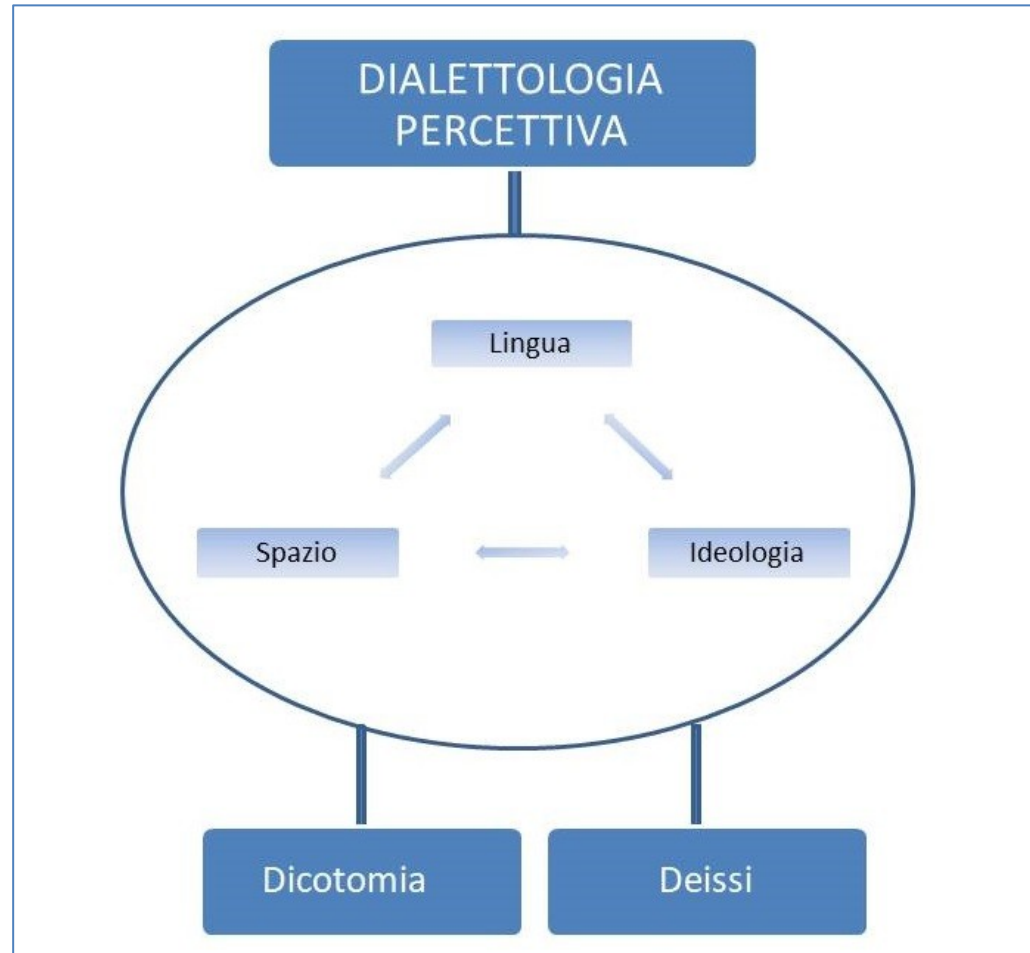 DIALETTOLOGIA
PERCETTIVA
Lingua
Spazio
Ideologia
Dicotomia
Deissi